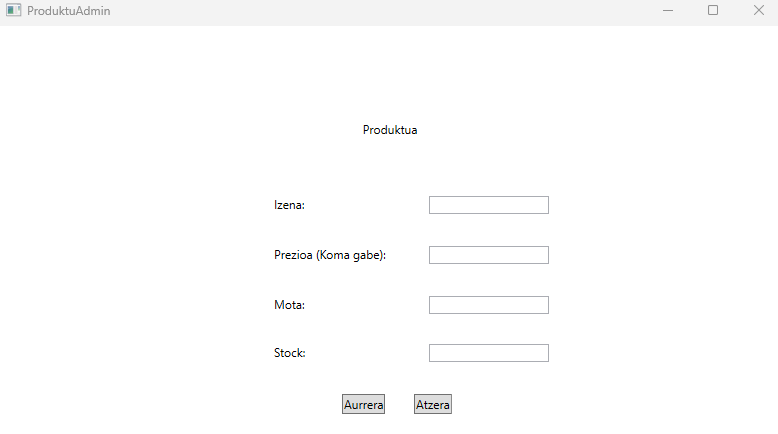 ProduktuAdmin
Produktua
Izena:
Prezioa (Koma gabe):
Mota:
Stock:
Aurrera Atzera